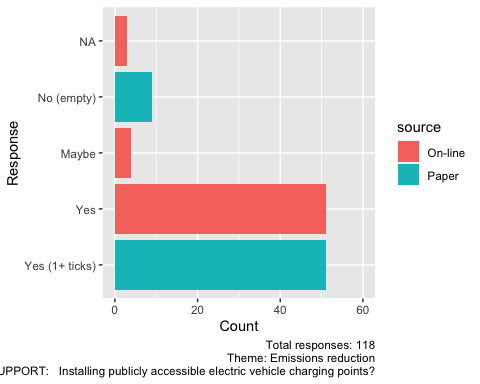 NA
No (empty)
Maybe
Yes
Yes (1+ ticks)
Response
0 20 40 60
Count
source
On-line
Paper
Total responses: 118
Theme: Emissions reduction
UPPORT: Installing publicly accessible electric vehicle charging points?